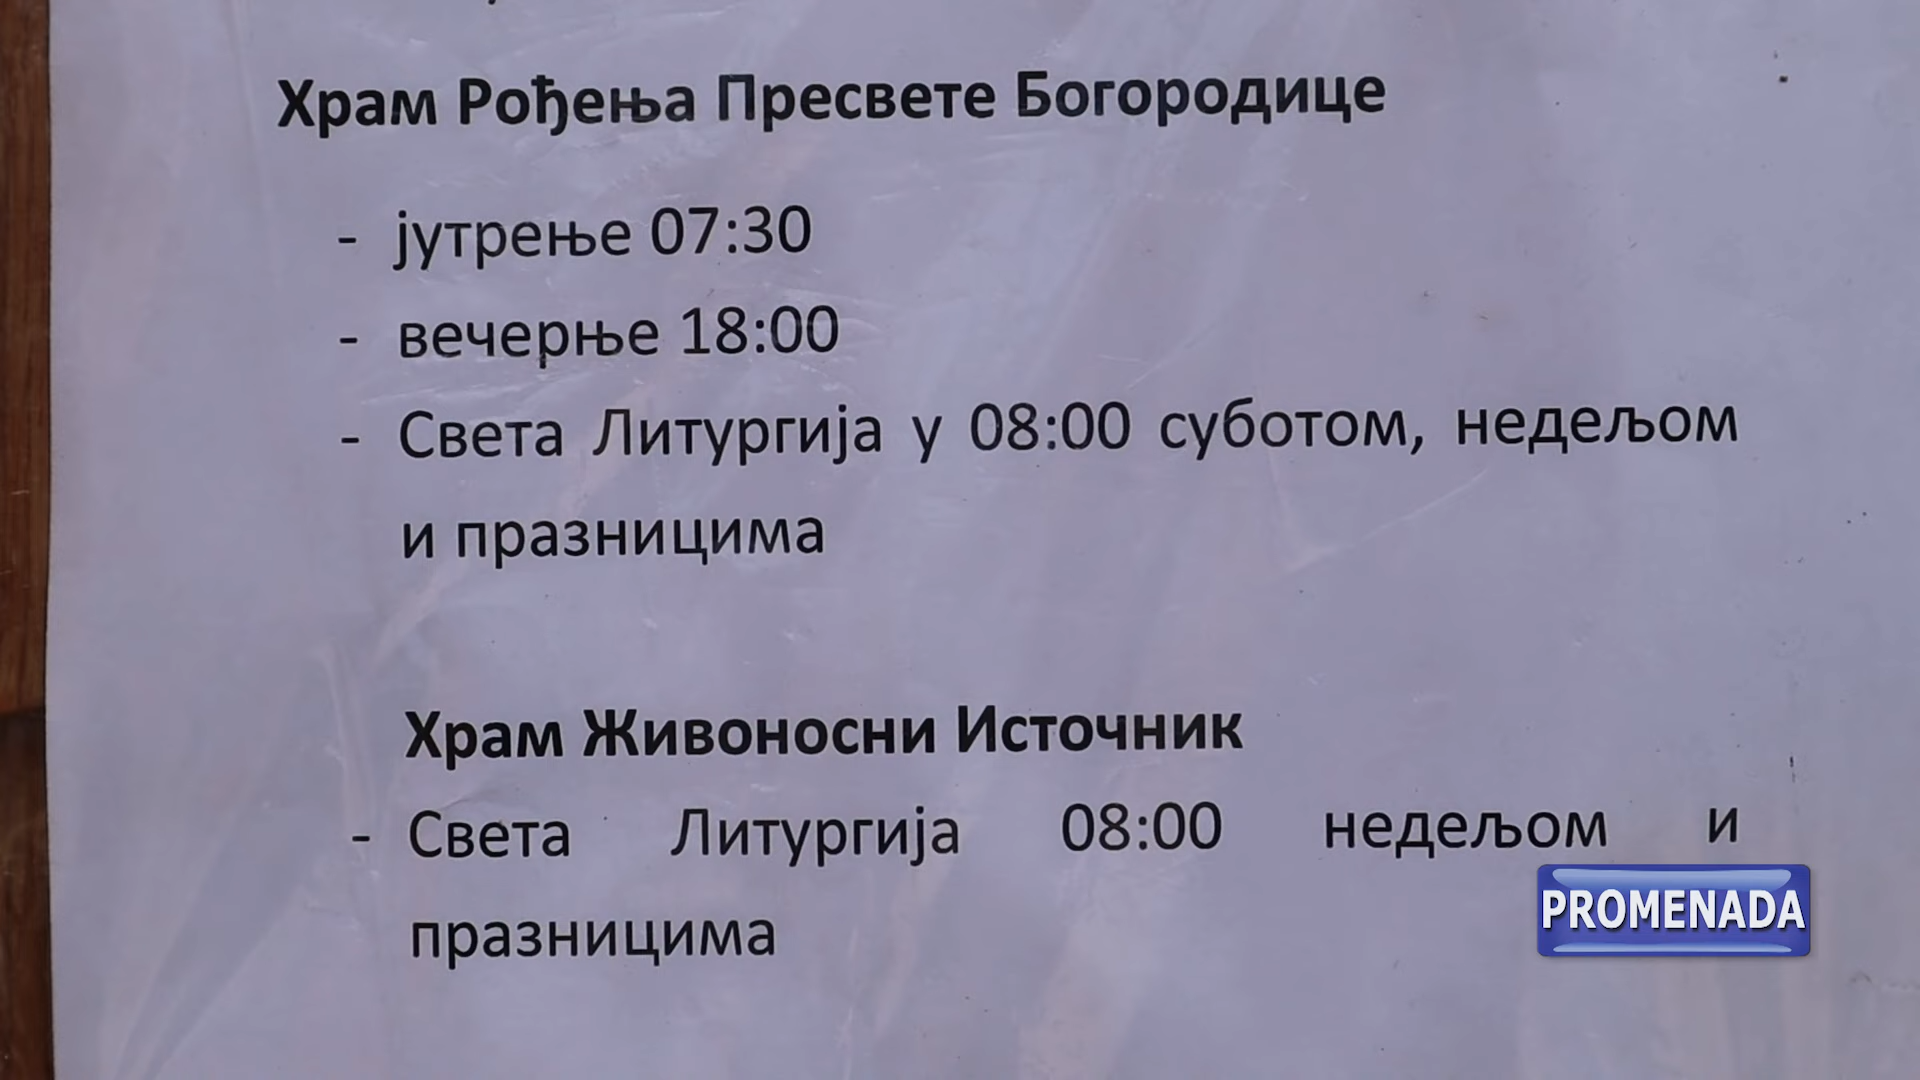 Храм Рођења Пресвете Богородице
- јутрење 07:30
- вечерње 18:00
- Света Литургија у 08:00 суботом, недељом
и празницима
Храм Живоносни Источник
- Света Литургија 08:00 недељом и
празницима
PROMENADA